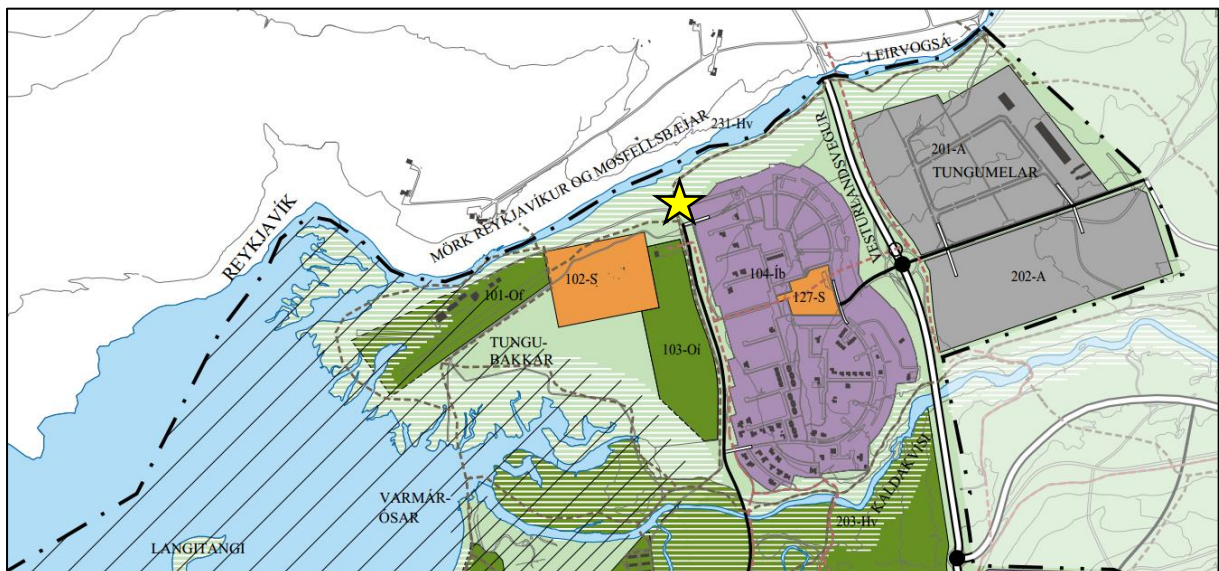 LEIRVOGSÁ
231-Hv
MÖRK REYKJAVÍKUR OG MOSFELLSBÆJAR
REYKJAVÍK
VESTURLANDSVEGUR
201-A
TUNGUMELAR
202-A
104-Íb
127-S
102-S
101-Of
103-Oi
TUNGU-
BAKKAR
KALDAKVISL
203-Hv
VARMÁR-
ÓSAR
LANGITANGI